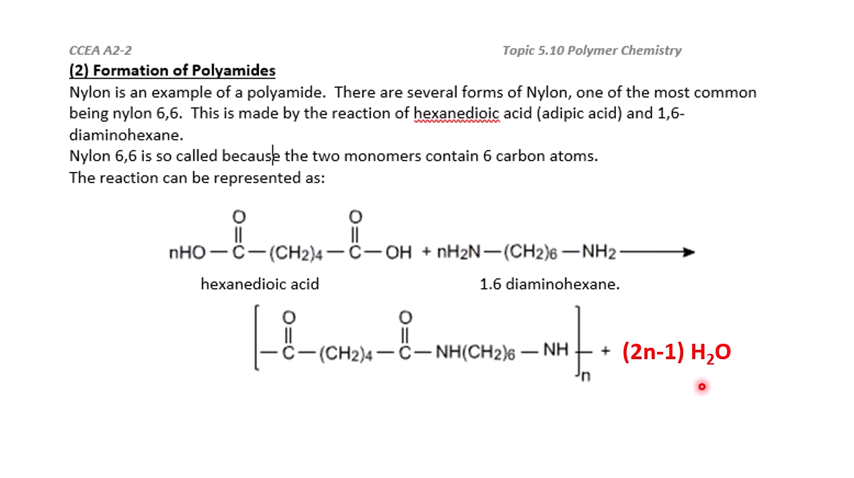 CCEA A2-2 Topic 5.10 Polymer Chemistry
(2) Formation of Polyamides
Nylon is an example of a polyamide. There are several forms of Nylon, one of the most common
being nylon 6,6. This is made by the reaction of hexanedioic acid (adipic acid) and 1,6-
diaminohexane.
Nylon 6,6 is so called because the two monomers contain 6 carbon atoms.
The reaction can be represented as:
O O
nHO—C—(CH2)4—C—OH + nH2N—(CH2)6—NH2
hexanedioic acid 1.6 diaminohexane.
O O
[—C—(CH2)4—C—NH(CH2)6—NH—]n + (2n-1) H₂O